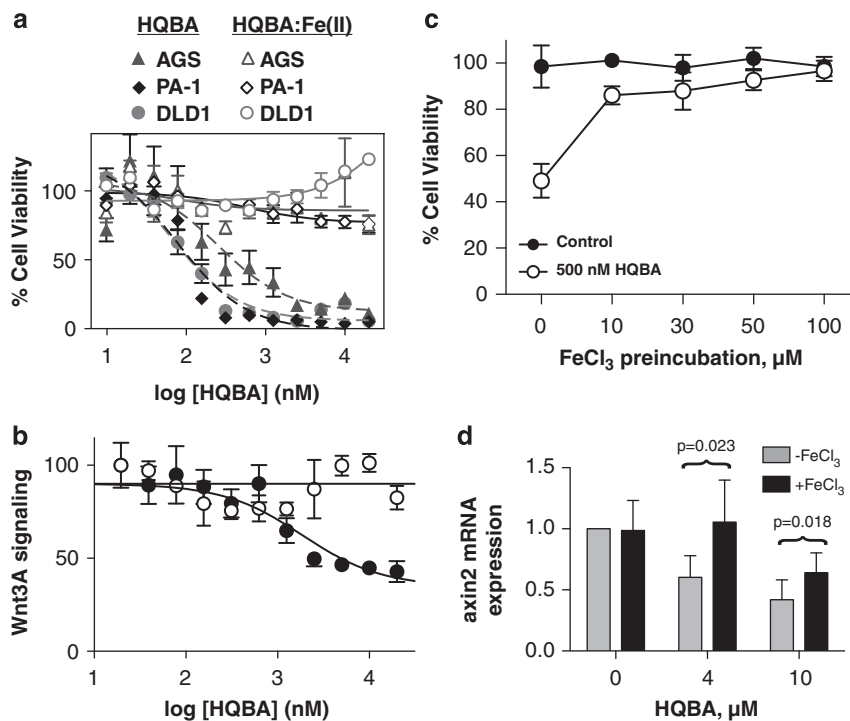 a
HQBA HQBA:Fe(II)
AGS AGS
PA-1 PA-1
DLD1 DLD1
% Cell Viability
100
50
0
1 2 3 4
log [HQBA] (nM)
c
% Cell Viability
100
80
60
40
20
0
Control
500 nM HQBA
0 10 30 50 100
FeCl₃ preincubation, µM
b
Wnt3A signaling
100
50
0
1 2 3 4
log [HQBA] (nM)
d
axin2 mRNA
expression
1.5
1.0
0.5
0.0
p=0.023
p=0.018
-FeCl₃
+FeCl₃
0 4 10
HQBA, µM